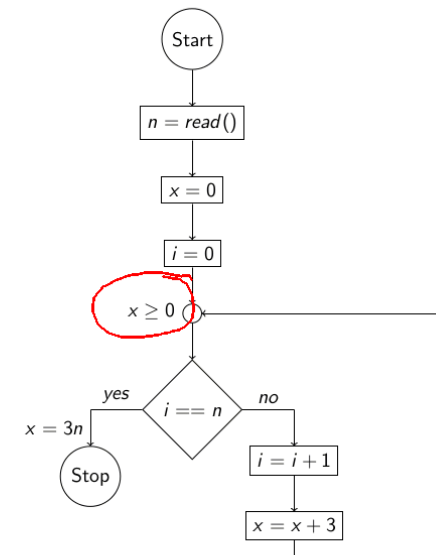 Start
n = read()
x = 0
i = 0
x ≥ 0
yes
i == n
no
x = 3n
Stop
i = i + 1
x = x + 3